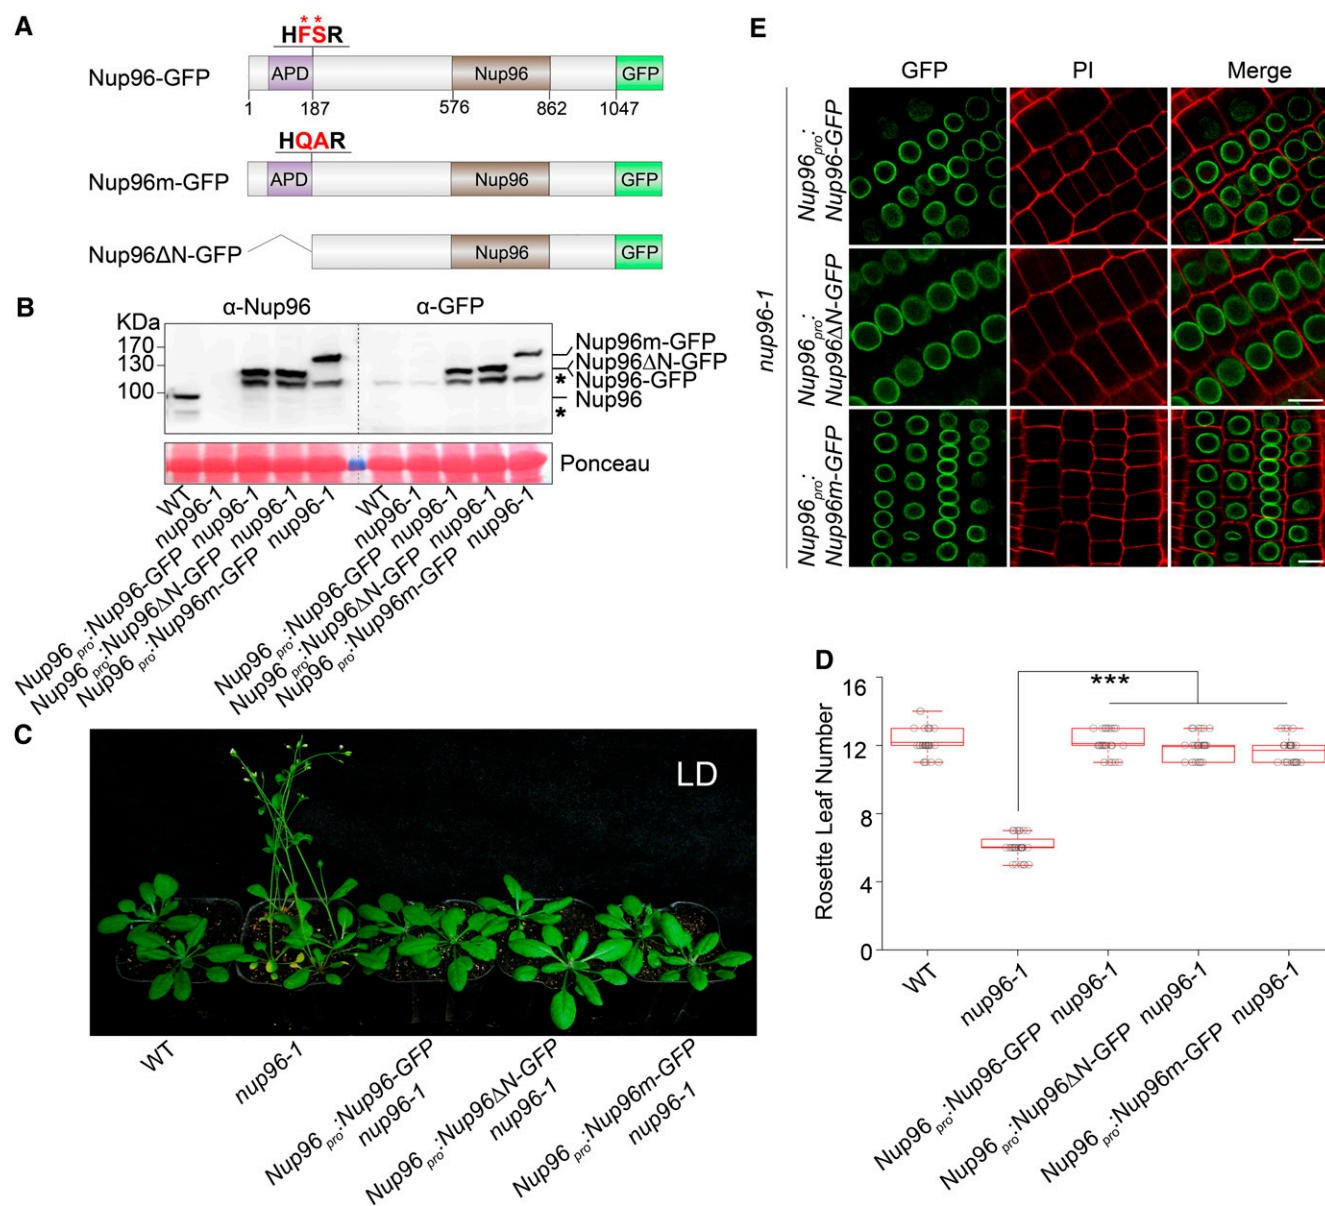 A
* *
HFSR
Nup96-GFP
APD
Nup96
GFP
1
187
576
862
1047
HQAR
Nup96m-GFP
APD
Nup96
GFP
Nup96ΔN-GFP
Nup96
GFP
B
α-Nup96
α-GFP
KDa
170
130
100
Nup96m-GFP
Nup96ΔN-GFP
* Nup96-GFP
Nup96
*
Ponceau
WT
nup96-1
Nup96pro:Nup96-GFP nup96-1
Nup96pro:Nup96ΔN-GFP nup96-1
Nup96pro:Nup96m-GFP nup96-1
WT
nup96-1
Nup96pro:Nup96-GFP nup96-1
Nup96pro:Nup96ΔN-GFP nup96-1
Nup96pro:Nup96m-GFP nup96-1
C
LD
WT
nup96-1
Nup96pro:Nup96-GFP
nup96-1
Nup96pro:Nup96ΔN-GFP
nup96-1
Nup96pro:Nup96m-GFP
nup96-1
E
GFP
PI
Merge
nup96-1
Nup96pro:
Nup96-GFP
Nup96pro:
Nup96ΔN-GFP
Nup96pro:
Nup96m-GFP
D
Rosette Leaf Number
16
12
8
4
0
***
WT
nup96-1
Nup96pro:Nup96-GFP nup96-1
Nup96pro:Nup96ΔN-GFP nup96-1
Nup96pro:Nup96m-GFP nup96-1